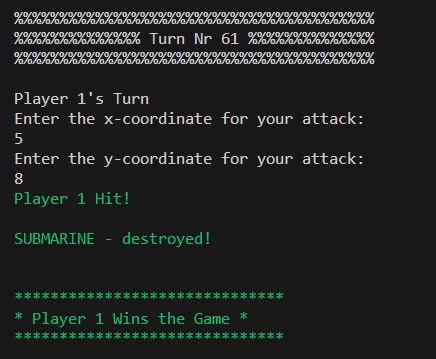 %%%%%%%%%%%%%%%%%%%%%%%%%%%%%%%%%%%%%%%%
%%%%%%%%%%%%%% Turn Nr 61 %%%%%%%%%%%%%%
%%%%%%%%%%%%%%%%%%%%%%%%%%%%%%%%%%%%%%%%
Player 1's Turn
Enter the x-coordinate for your attack:
5
Enter the y-coordinate for your attack:
8
Player 1 Hit!
SUBMARINE - destroyed!
******************************
* Player 1 Wins the Game *
******************************